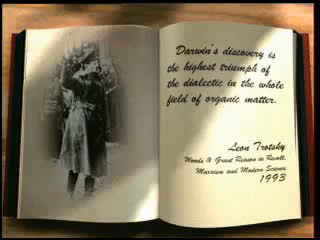 Darwin's discovery is
the highest triumph of
the dialectic in the whole
field of organic matter.
Leon Trotsky
Woods & Grant Reason in Revolt,
Marxism and Modern Science
1993